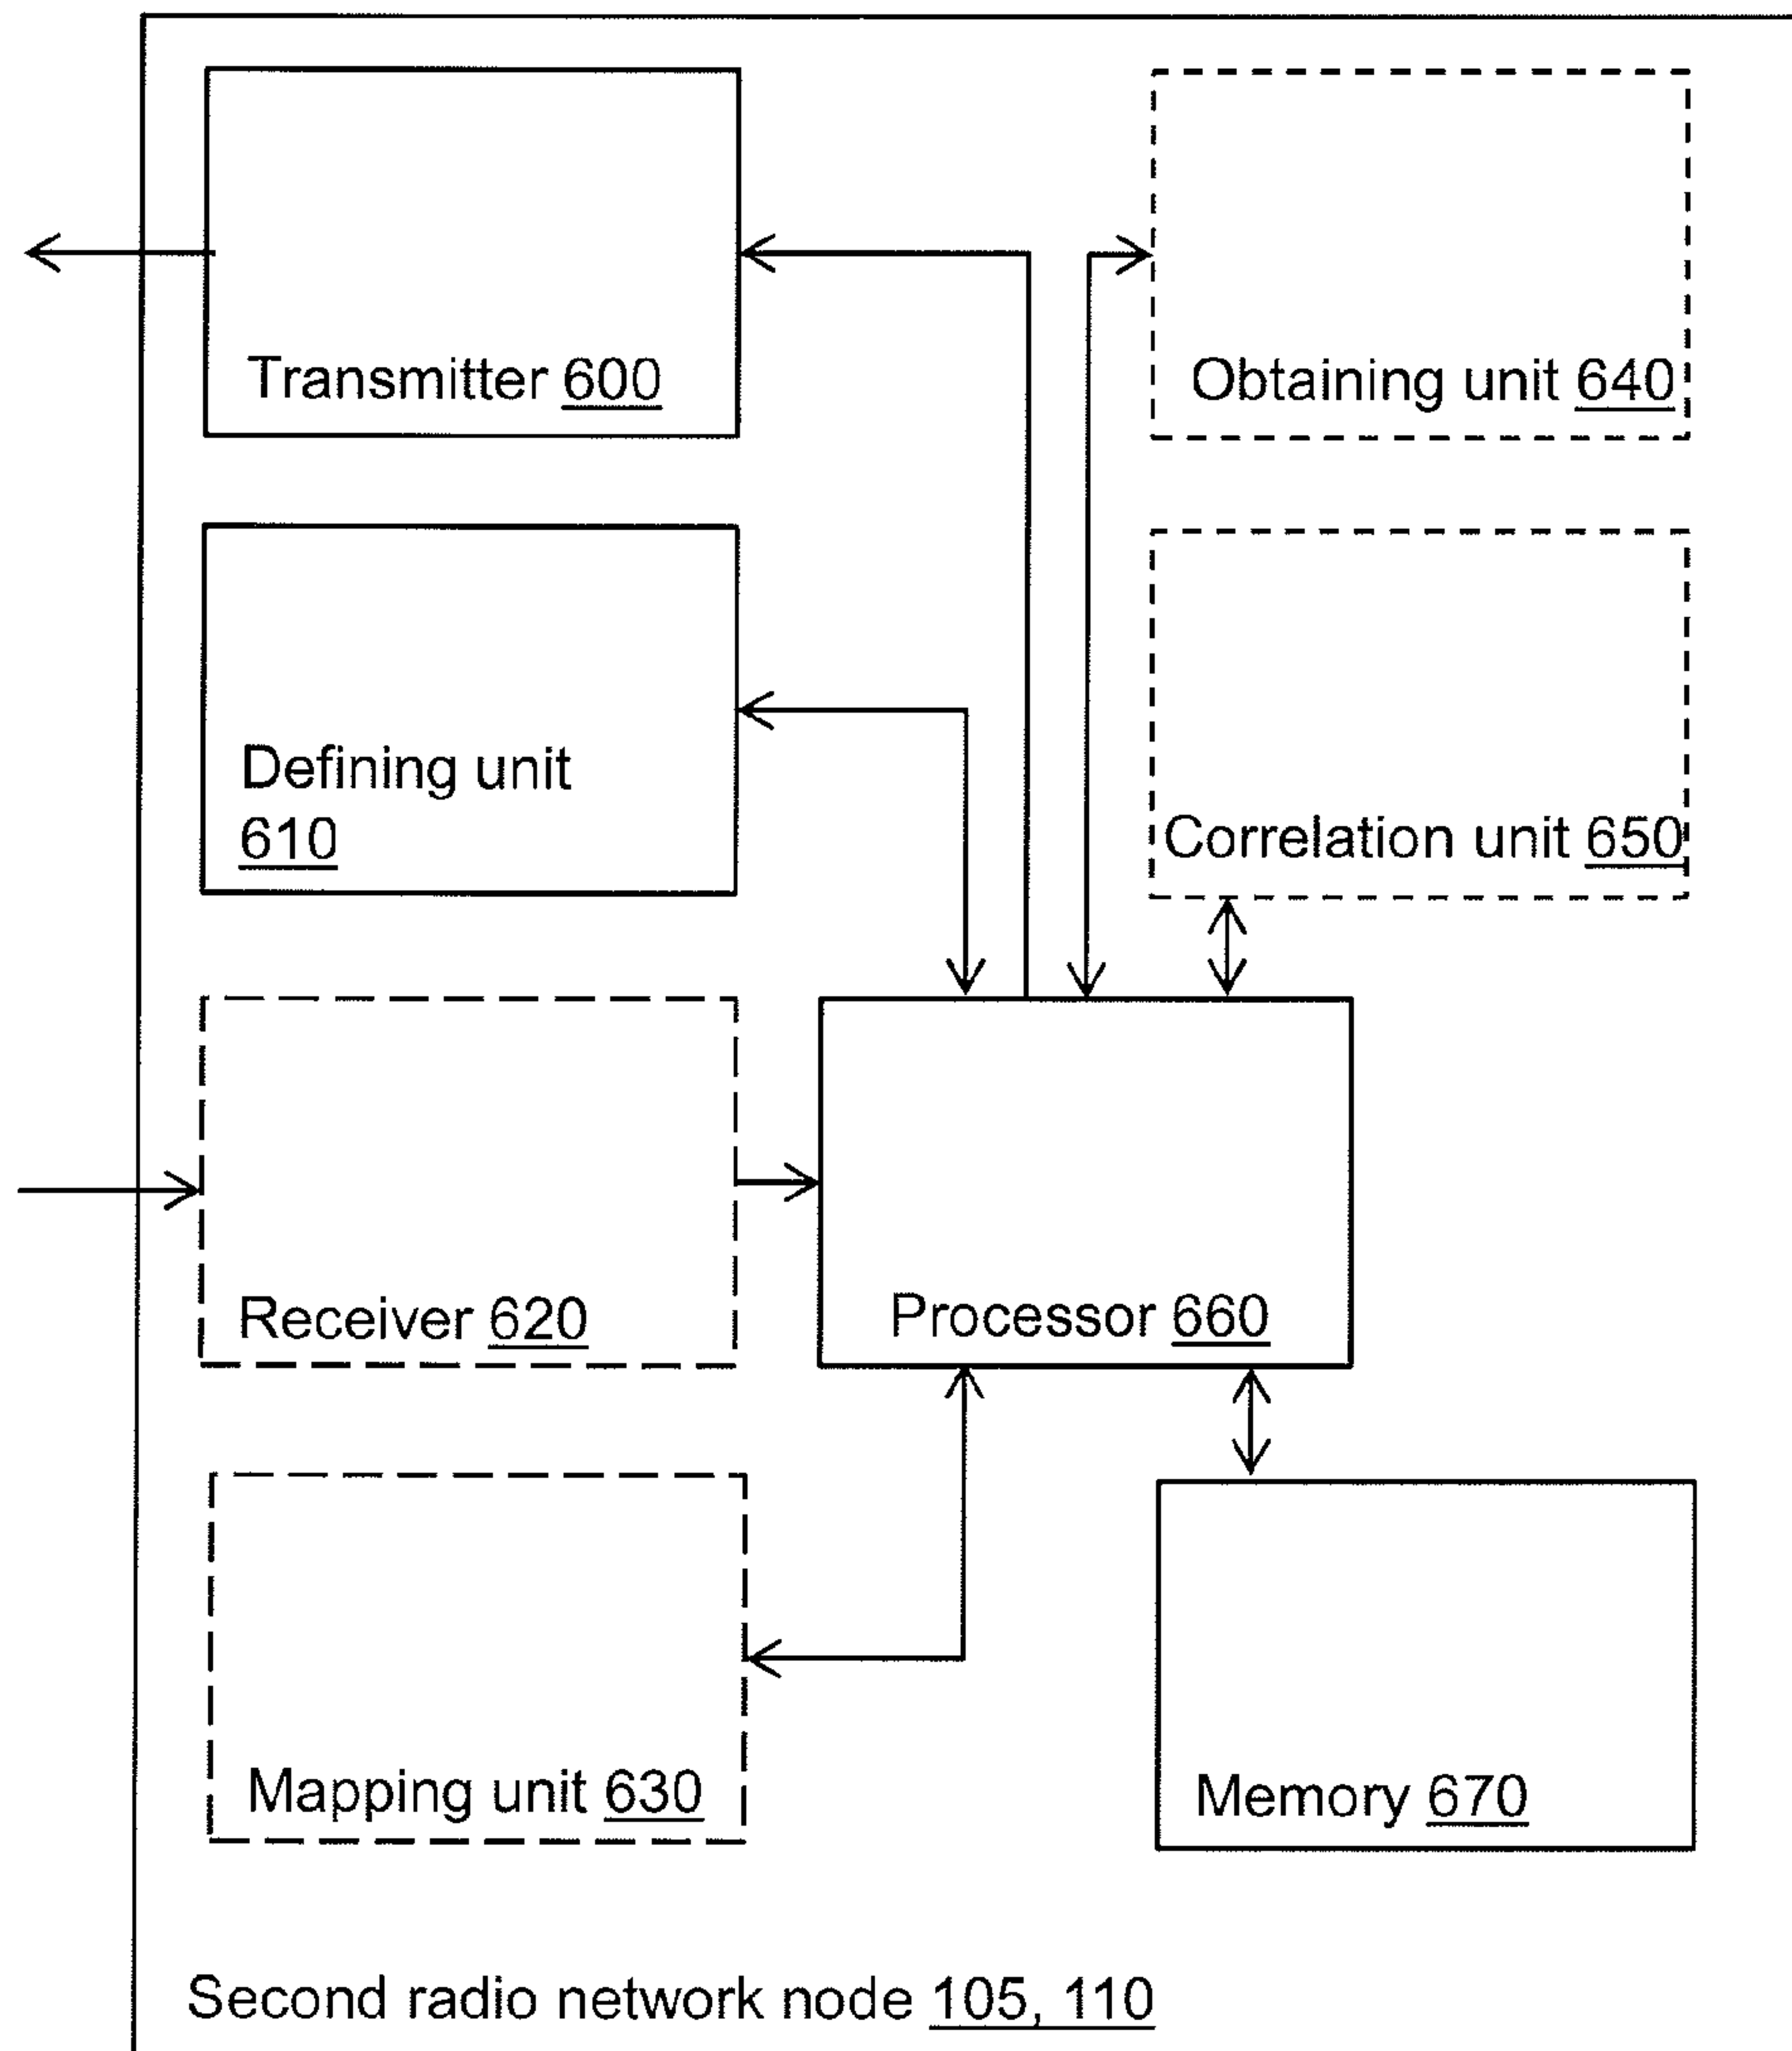 Transmitter 600
Obtaining unit 640
Defining unit
610
Correlation unit 650
Receiver 620
Processor 660
Mapping unit 630
Memory 670
Second radio network node 105, 110